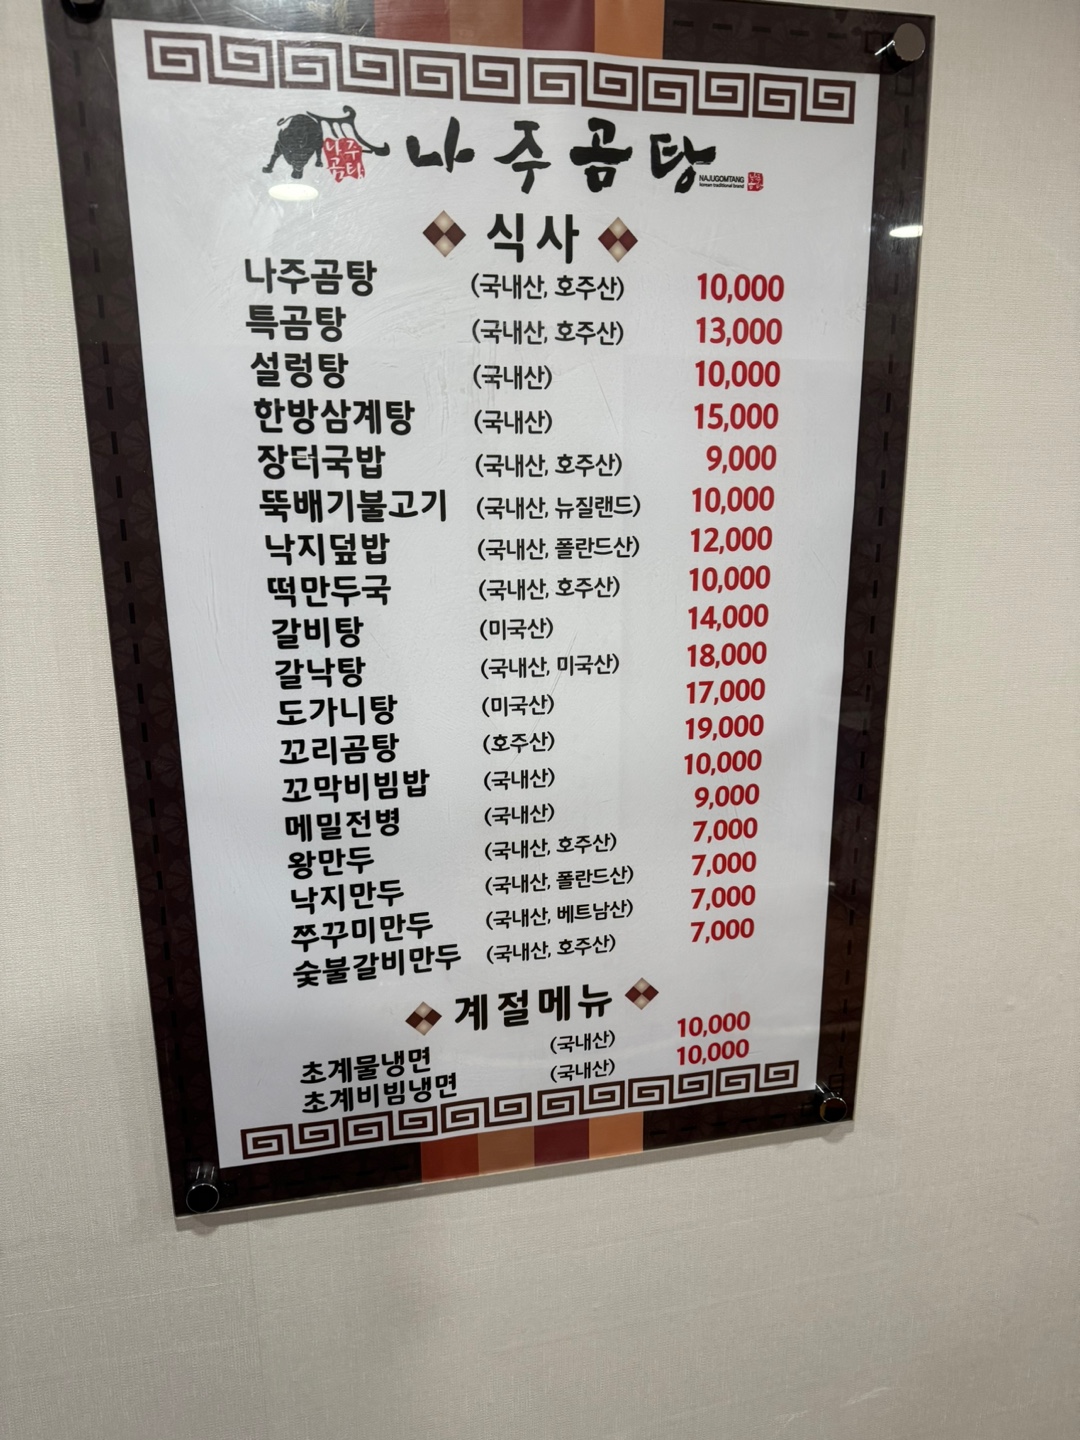 나주곰탕
나주곰탕 NAJUGOMTANG
korean traditional brand
식사
나주곰탕 (국내산, 호주산) 10,000
특곰탕 (국내산, 호주산) 13,000
설렁탕 (국내산) 10,000
한방삼계탕 (국내산) 15,000
장터국밥 (국내산, 호주산) 9,000
뚝배기불고기 (국내산, 뉴질랜드) 10,000
낙지덮밥 (국내산, 폴란드산) 12,000
떡만두국 (국내산, 호주산) 10,000
갈비탕 (미국산) 14,000
갈낙탕 (국내산, 미국산) 18,000
도가니탕 (미국산) 17,000
꼬리곰탕 (호주산) 19,000
꼬막비빔밥 (국내산) 10,000
메밀전병 (국내산) 9,000
왕만두 (국내산, 호주산) 7,000
낙지만두 (국내산, 폴란드산) 7,000
쭈꾸미만두 (국내산, 베트남산) 7,000
숯불갈비만두 (국내산, 호주산) 7,000
계절메뉴
초계물냉면 (국내산) 10,000
초계비빔냉면 (국내산) 10,000